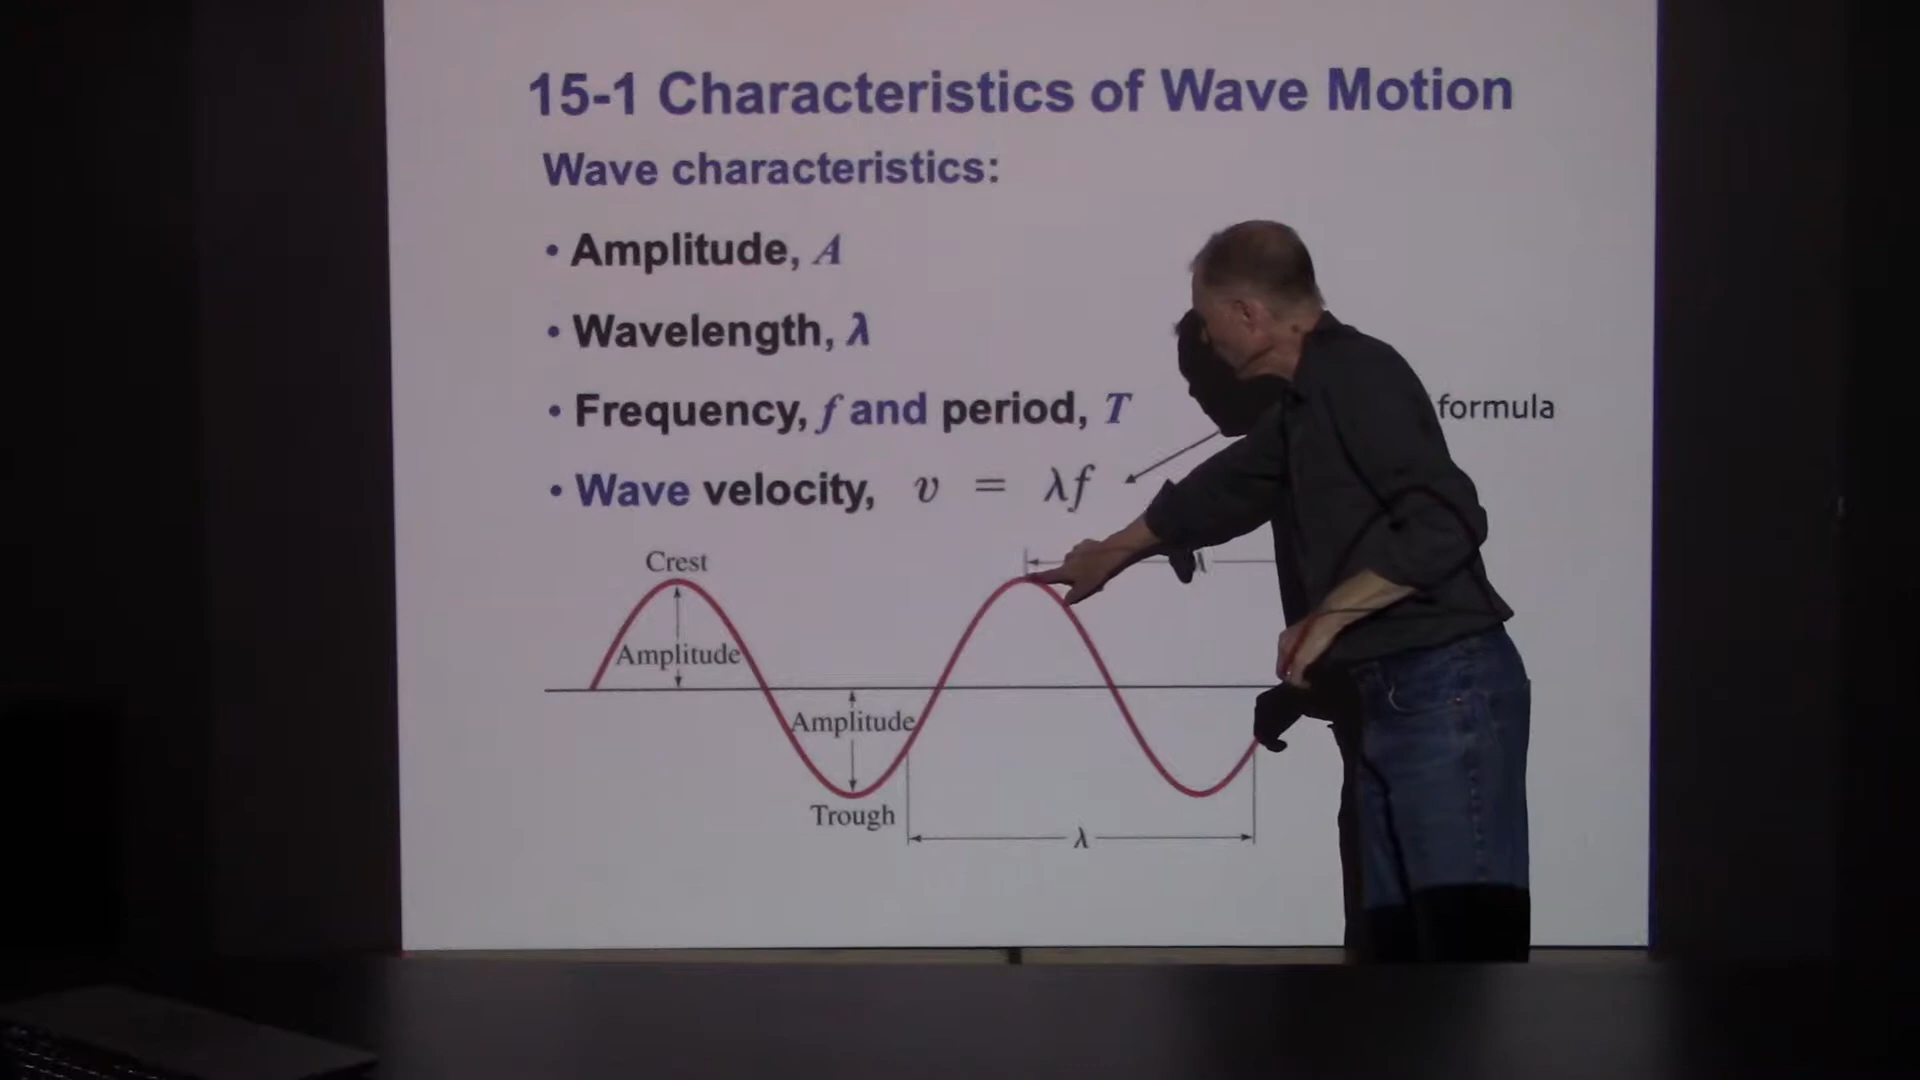 15-1 Characteristics of Wave Motion
Wave characteristics:
• Amplitude, A
• Wavelength, λ
• Frequency, f and period, T
formula
• Wave velocity, v = λf
Crest
Amplitude
Amplitude
Trough
λ